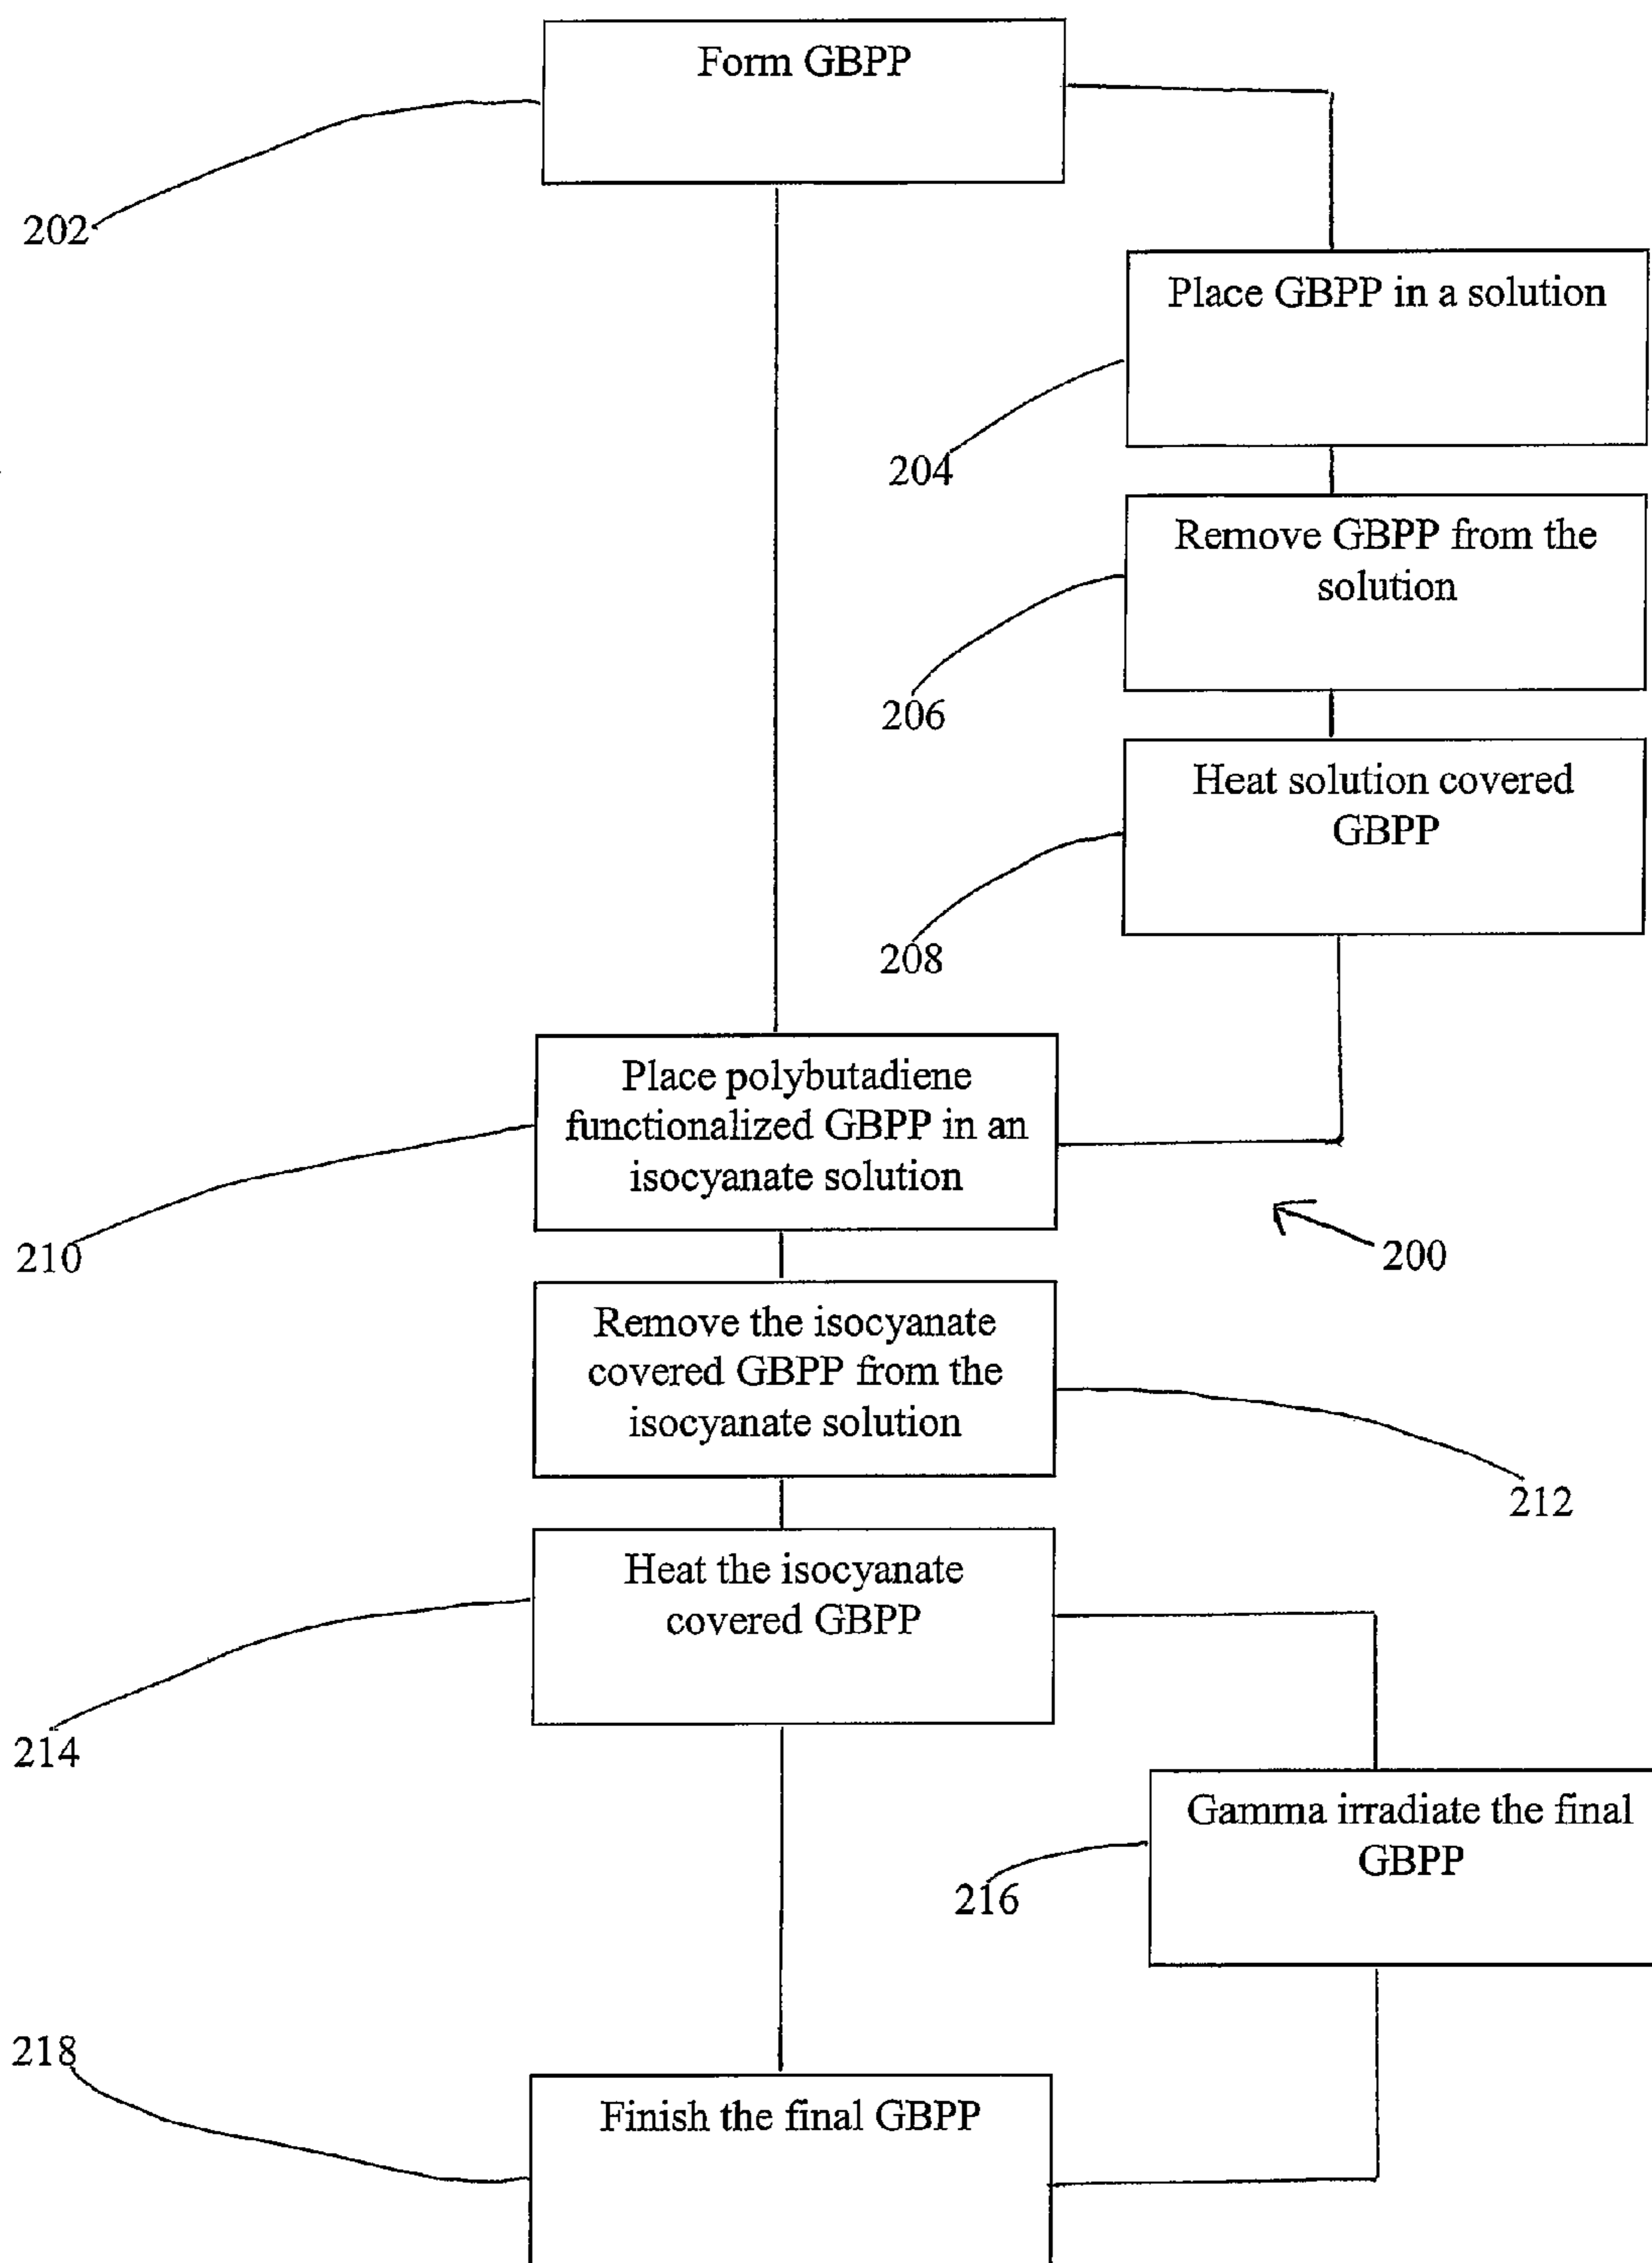 Form GBPP
202
Place GBPP in a solution
204
Remove GBPP from the
solution
206
Heat solution covered
GBPP
208
Place polybutadiene
functionalized GBPP in an
isocyanate solution
210
200
Remove the isocyanate
covered GBPP from the
isocyanate solution
212
Heat the isocyanate
covered GBPP
214
Gamma irradiate the final
GBPP
216
218
Finish the final GBPP